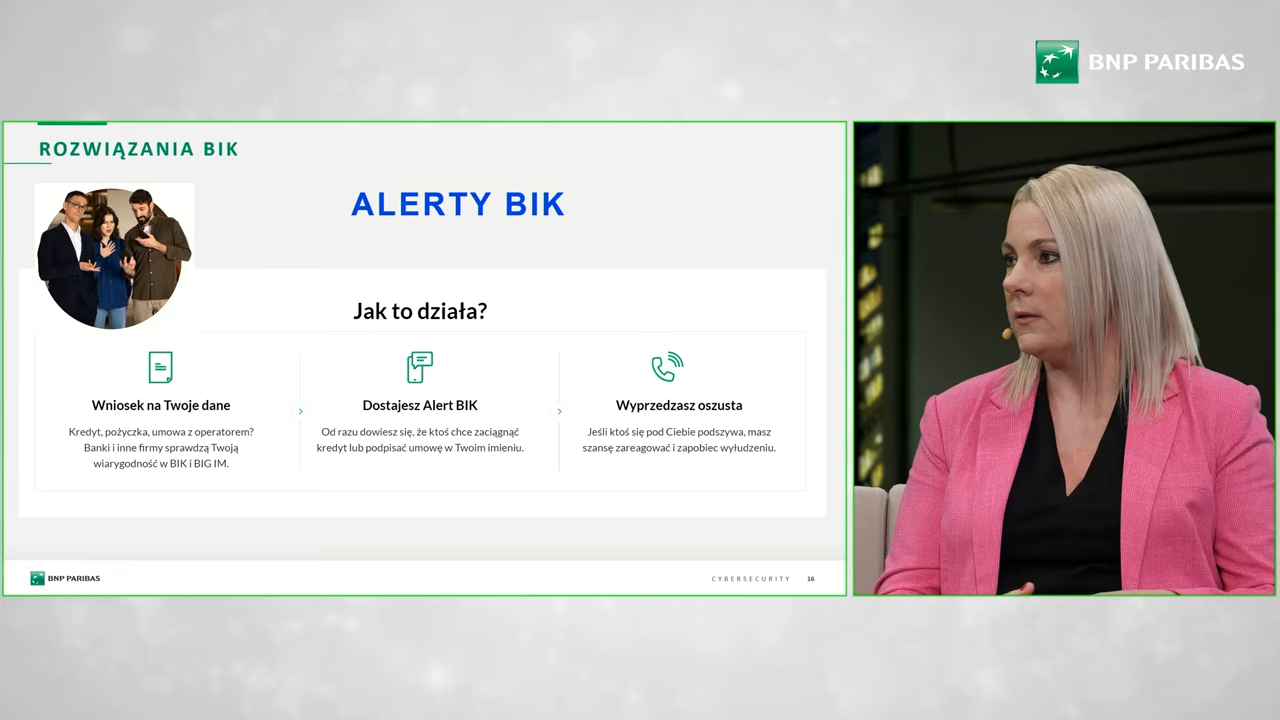 BNP PARIBAS
ROZWIĄZANIA BIK
ALERTY BIK
Jak to działa?
Wniosek na Twoje dane
Kredyt, pożyczka, umowa z operatorem?
Banki i inne firmy sprawdzą Twoją
wiarygodność w BIK i BIG IM.
Dostajesz Alert BIK
Od razu dowiesz się, że ktoś chce zaciągnąć
kredyt lub podpisać umowę w Twoim imieniu.
Wyprzedzasz oszusta
Jeśli ktoś się pod Ciebie podszywa, masz
szansę zareagować i zapobiec wyłudzeniu.
BNP PARIBAS
CYBERSECURITY 16